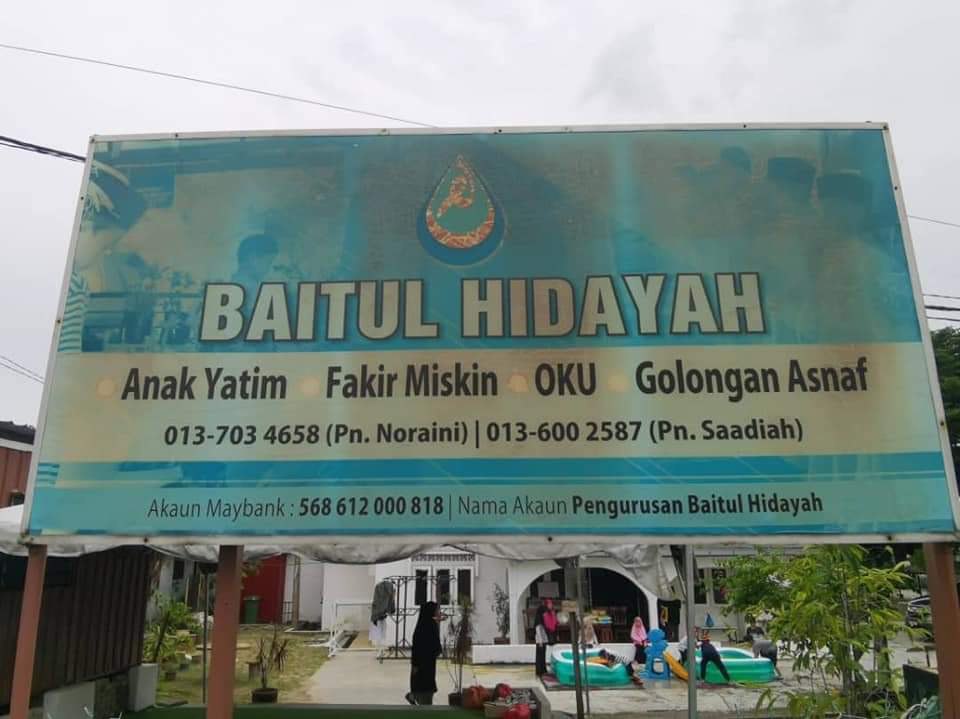 BAITUL HIDAYAH
Anak Yatim Fakir Miskin OKU Golongan Asnaf
013-703 4658 (Pn. Noraini) | 013-600 2587 (Pn. Saadiah)
Akaun Maybank : 568 612 000 818 | Nama Akaun Pengurusan Baitul Hidayah